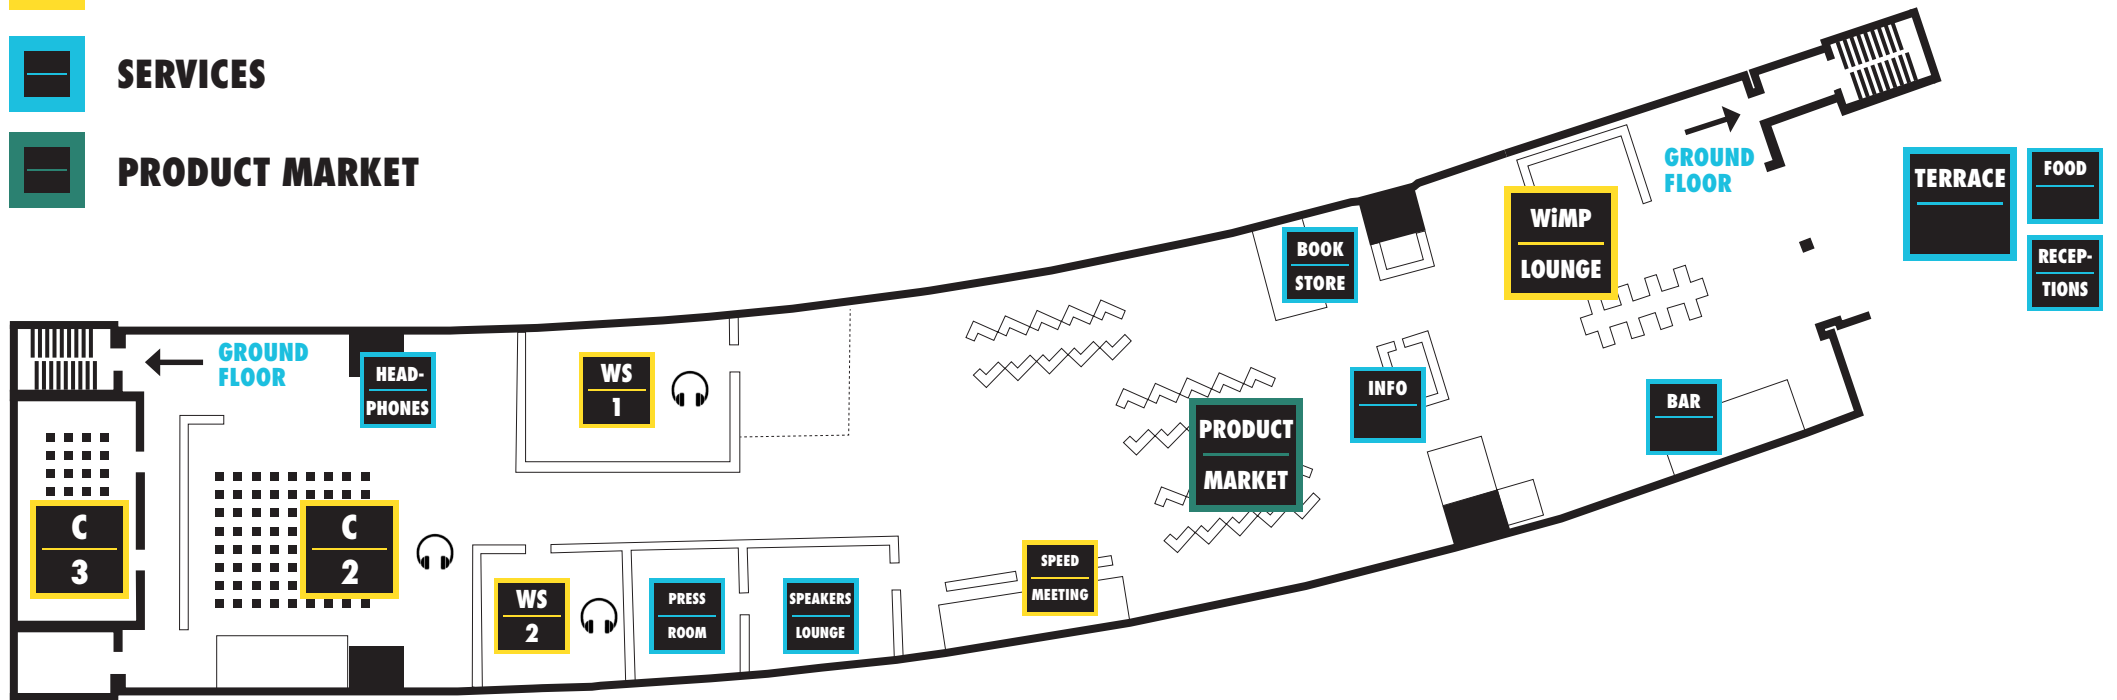 SERVICES
PRODUCT MARKET
GROUND
FLOOR
TERRACE
FOOD
RECEP-
TIONS
WiMP
LOUNGE
BOOK
STORE
GROUND
FLOOR
HEAD-
PHONES
WS
1
INFO
BAR
PRODUCT
MARKET
C
3
C
2
WS
2
PRESS
ROOM
SPEAKERS
LOUNGE
SPEED
MEETING